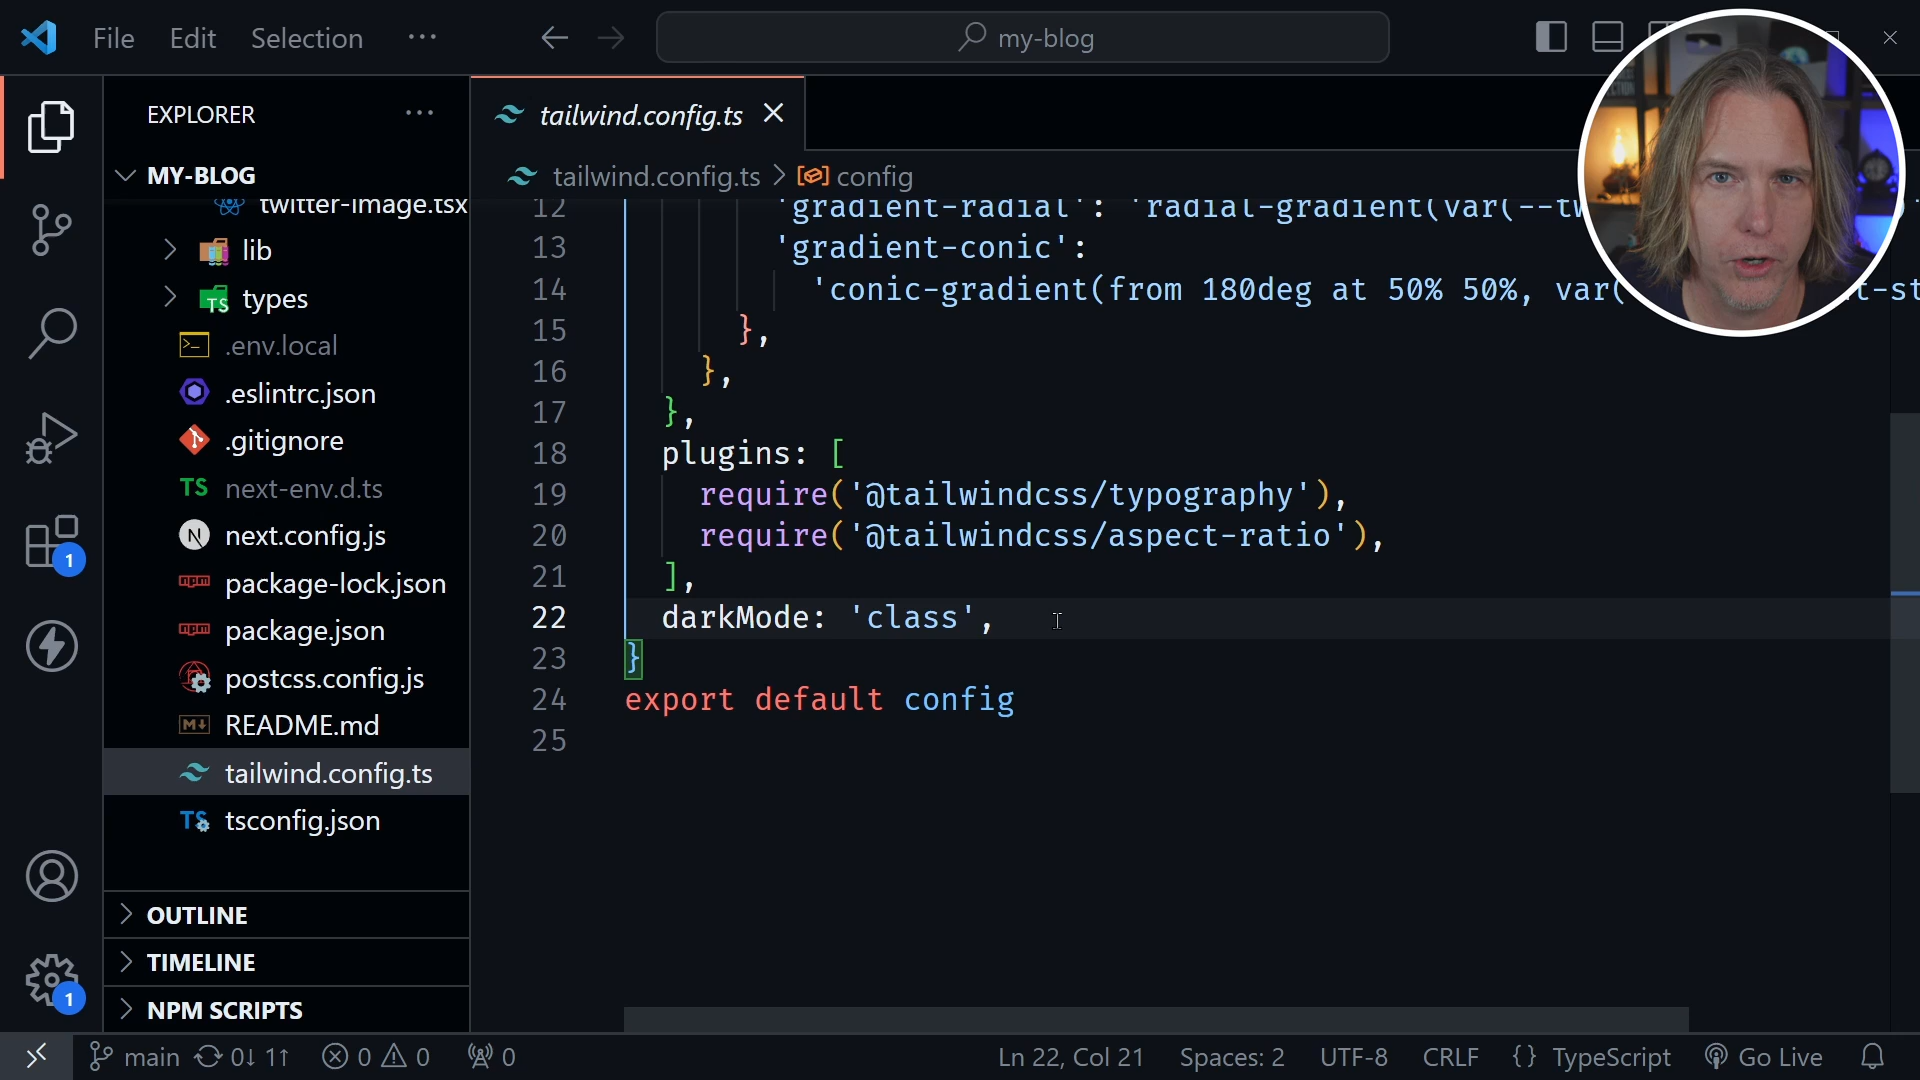 File Edit Selection ···
my-blog
EXPLORER ···
tailwind.config.ts
MY-BLOG
tailwind.config.ts > config
twitter-image.tsx
lib
types
.env.local
.eslintrc.json
.gitignore
next-env.d.ts
next.config.js
package-lock.json
package.json
postcss.config.js
README.md
tailwind.config.ts
tsconfig.json
OUTLINE
TIMELINE
NPM SCRIPTS
12 'gradient-radial': 'radial-gradient(var(--tw
13 'gradient-conic':
14 'conic-gradient(from 180deg at 50% 50%, var( t-st
15 },
16 },
17 },
18 plugins: [
19 require('@tailwindcss/typography'),
20 require('@tailwindcss/aspect-ratio'),
21 ],
22 darkMode: 'class',
23 }
24 export default config
25
1
1
main 0↓ 1↑ 0 0 0 Ln 22, Col 21 Spaces: 2 UTF-8 CRLF {} TypeScript Go Live